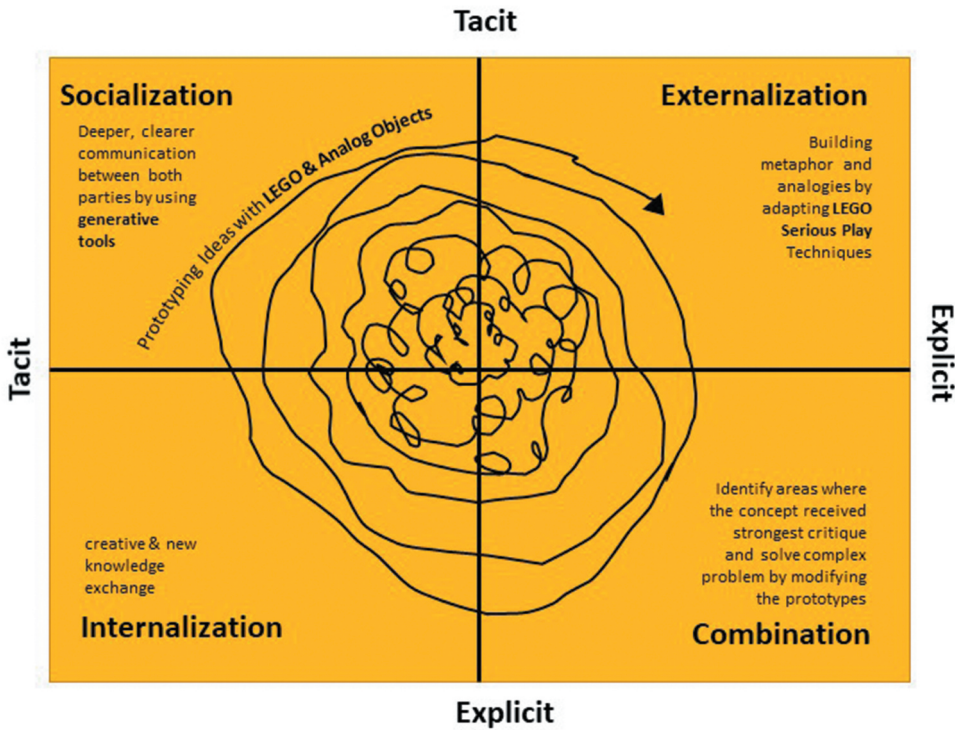 Tacit
Socialization
Deeper, clearer
communication
between both
parties by using
generative
tools
Prototyping Ideas with LEGO & Analog Objects
Externalization
Building
metaphor and
analogies by
adapting LEGO
Serious Play
Techniques
Tacit
Explicit
creative & new
knowledge
exchange
Internalization
Identify areas where
the concept received
strongest critique
and solve complex
problem by modifying
the prototypes
Combination
Explicit